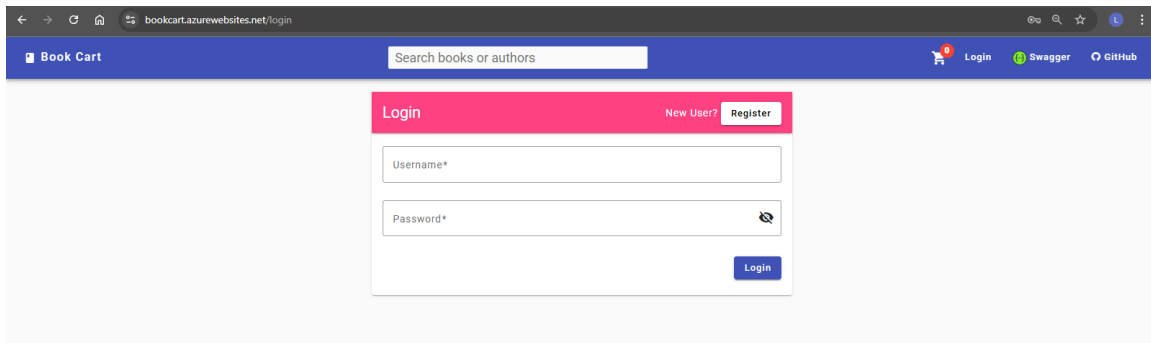 bookcart.azurewebsites.net/login
L
Book Cart
Search books or authors
0
Login
Swagger
GitHub
Login
New User?
Register
Username*
Password*
Login